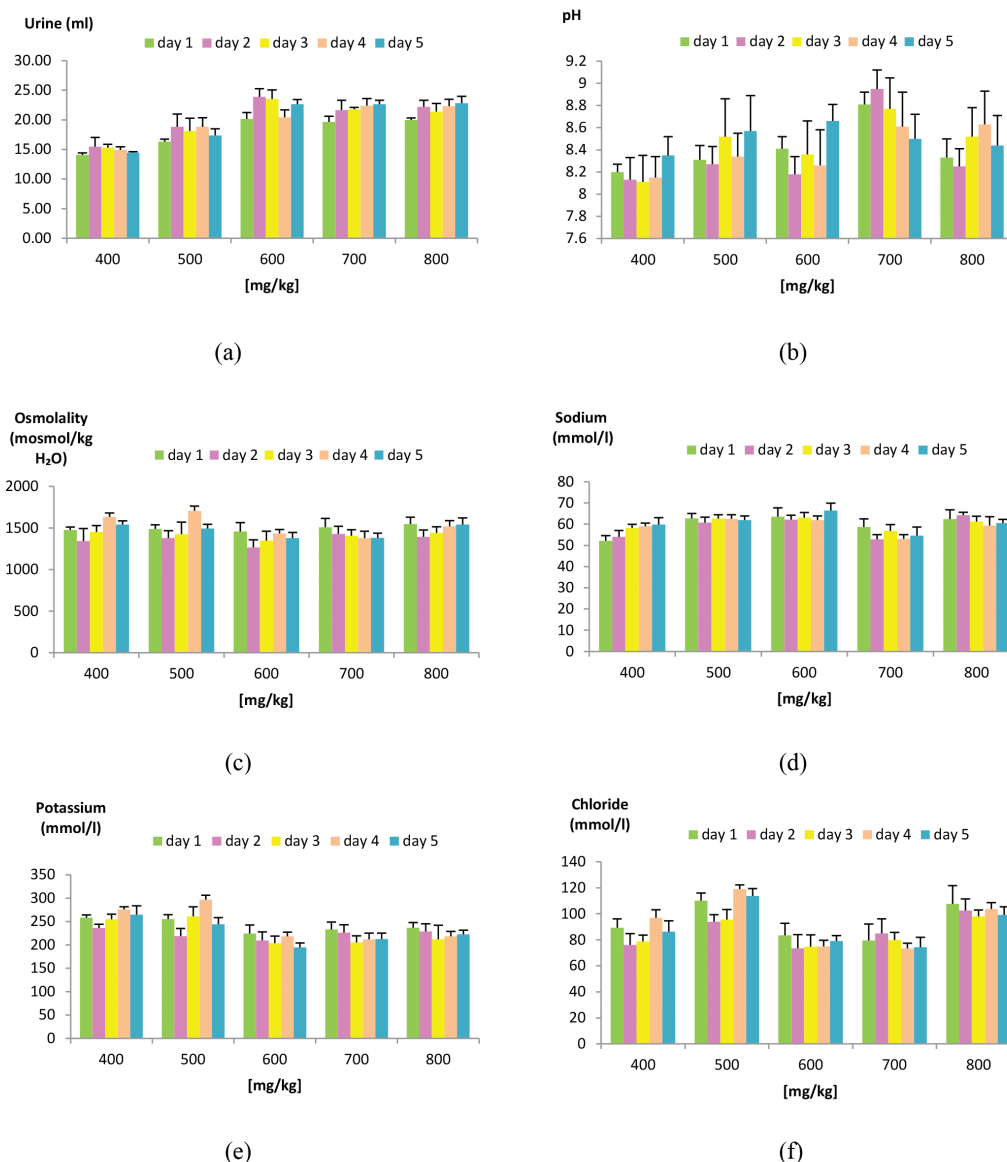 Urine (ml)
day 1 day 2 day 3 day 4 day 5
30.00
25.00
20.00
15.00
10.00
5.00
0.00
400 500 600 700 800
[mg/kg]
(a)
pH
day 1 day 2 day 3 day 4 day 5
9.2
9
8.8
8.6
8.4
8.2
8
7.8
7.6
400 500 600 700 800
[mg/kg]
(b)
Osmolality
(mosmol/kg
H₂O)
day 1 day 2 day 3 day 4 day 5
2000
1500
1000
500
0
400 500 600 700 800
[mg/kg]
(c)
Sodium
(mmol/l)
day 1 day 2 day 3 day 4 day 5
80
70
60
50
40
30
20
10
0
400 500 600 700 800
[mg/kg]
(d)
Potassium
(mmol/l)
day 1 day 2 day 3 day 4 day 5
350
300
250
200
150
100
50
0
400 500 600 700 800
[mg/kg]
(e)
Chloride
(mmol/l)
day 1 day 2 day 3 day 4 day 5
140
120
100
80
60
40
20
0
400 500 600 700 800
[mg/kg]
(f)